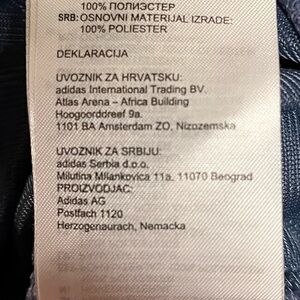 100% ПОЛИЭСТЕР
SRB: OSNOVNI MATERIJAL IZRADE:
100% POLIESTER
DEKLARACIJA
UVOZNIK ZA HRVATSKU:
adidas International Trading BV.
Atlas Arena – Africa Building
Hoogoorddreef 9a.
1101 BA Amsterdam ZO, Nizozemska
UVOZNIK ZA SRBIJU:
adidas Serbia d.o.o.
Milutina Milankovica 11a, 11070 Beograd
PROIZVODJAC:
Adidas AG
Postfach 1120
Herzogenaurach, Nemacka